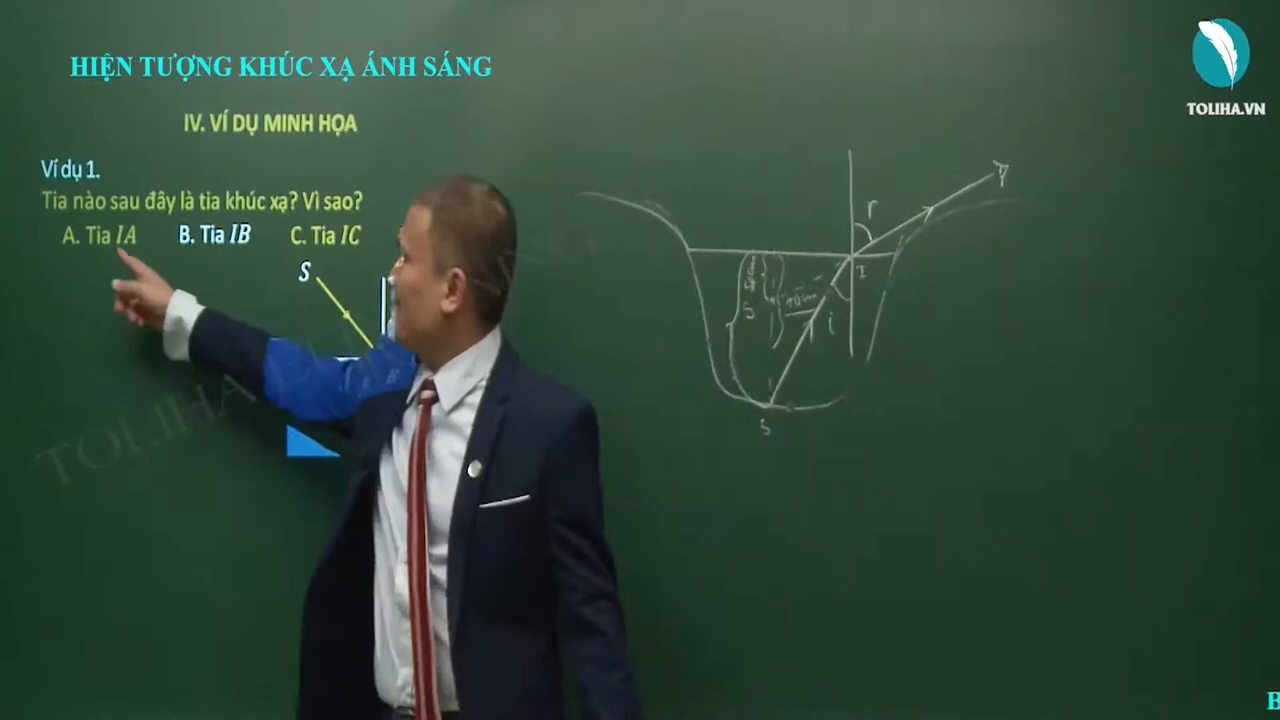 HIỆN TƯỢNG KHÚC XẠ ÁNH SÁNG
TOLIHA.VN
IV. VÍ DỤ MINH HỌA
Ví dụ 1.
Tia nào sau đây là tia khúc xạ? Vì sao?
A. Tia IA B. Tia IB C. Tia IC
S
r
I
i
S
TOLIHA
B